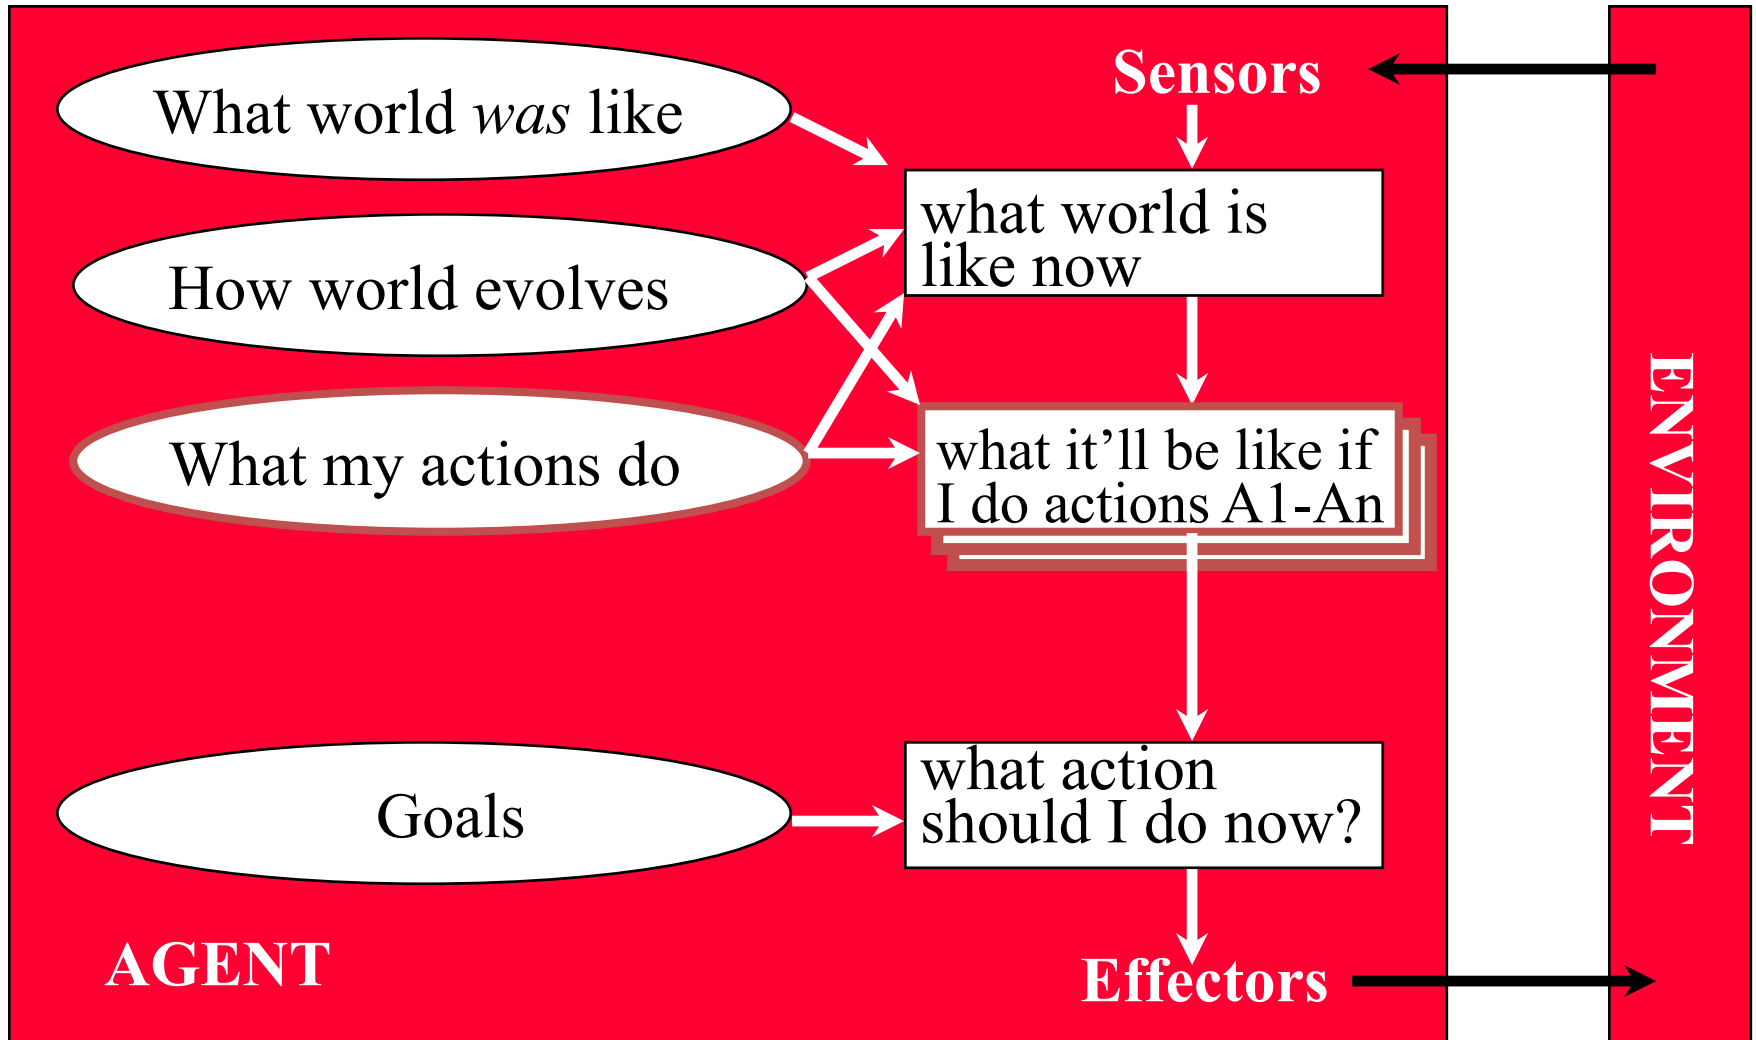 Sensors
What world was like
what world is
like now
How world evolves
What my actions do
what it’ll be like if
I do actions A1-An
Goals
what action
should I do now?
AGENT
Effectors
ENVIRONMENT